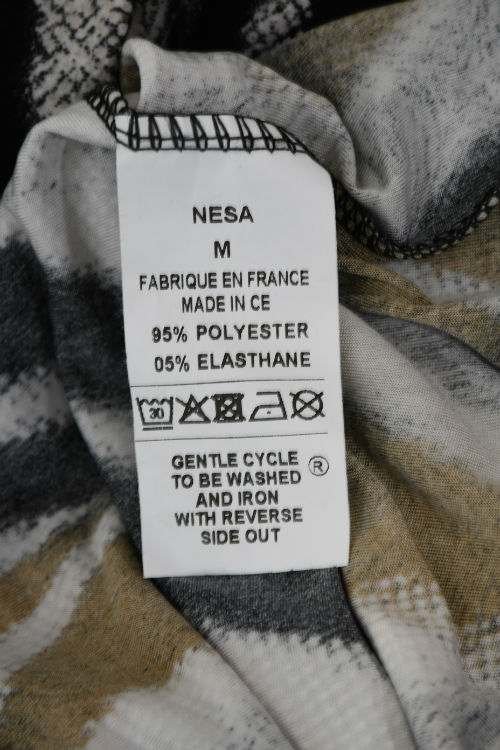 NESA
M
FABRIQUE EN FRANCE
MADE IN CE
95% POLYESTER
05% ELASTHANE
30
GENTLE CYCLE ®
TO BE WASHED
AND IRON
WITH REVERSE
SIDE OUT